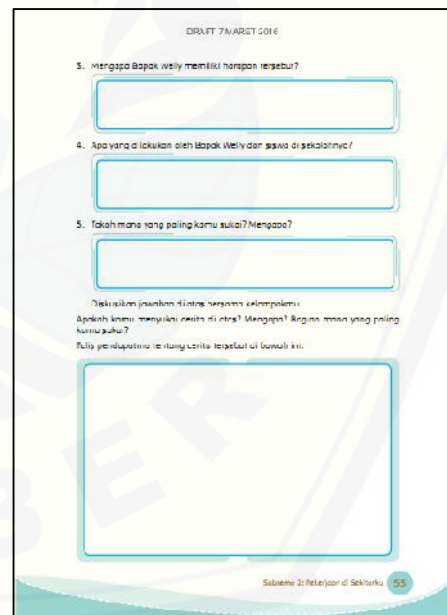 DRAFT 7 MARET 2016
3. Mengapa Bapak Welly memiliki harapan tersebut?
4. Apa yang dilakukan oleh Bapak Welly dan siswa di sekolahnya?
5. Tokoh mana yang paling kamu sukai? Mengapa?
Diskusikan jawaban di atas bersama kelompokmu.
Apakah kamu menyukai cerita di atas? Mengapa? Bagian mana yang paling
kamu sukai?
Tulis pendapatmu tentang cerita tersebut di bawah ini.
Subtema 2: Pekerjaan di Sekitarku 55